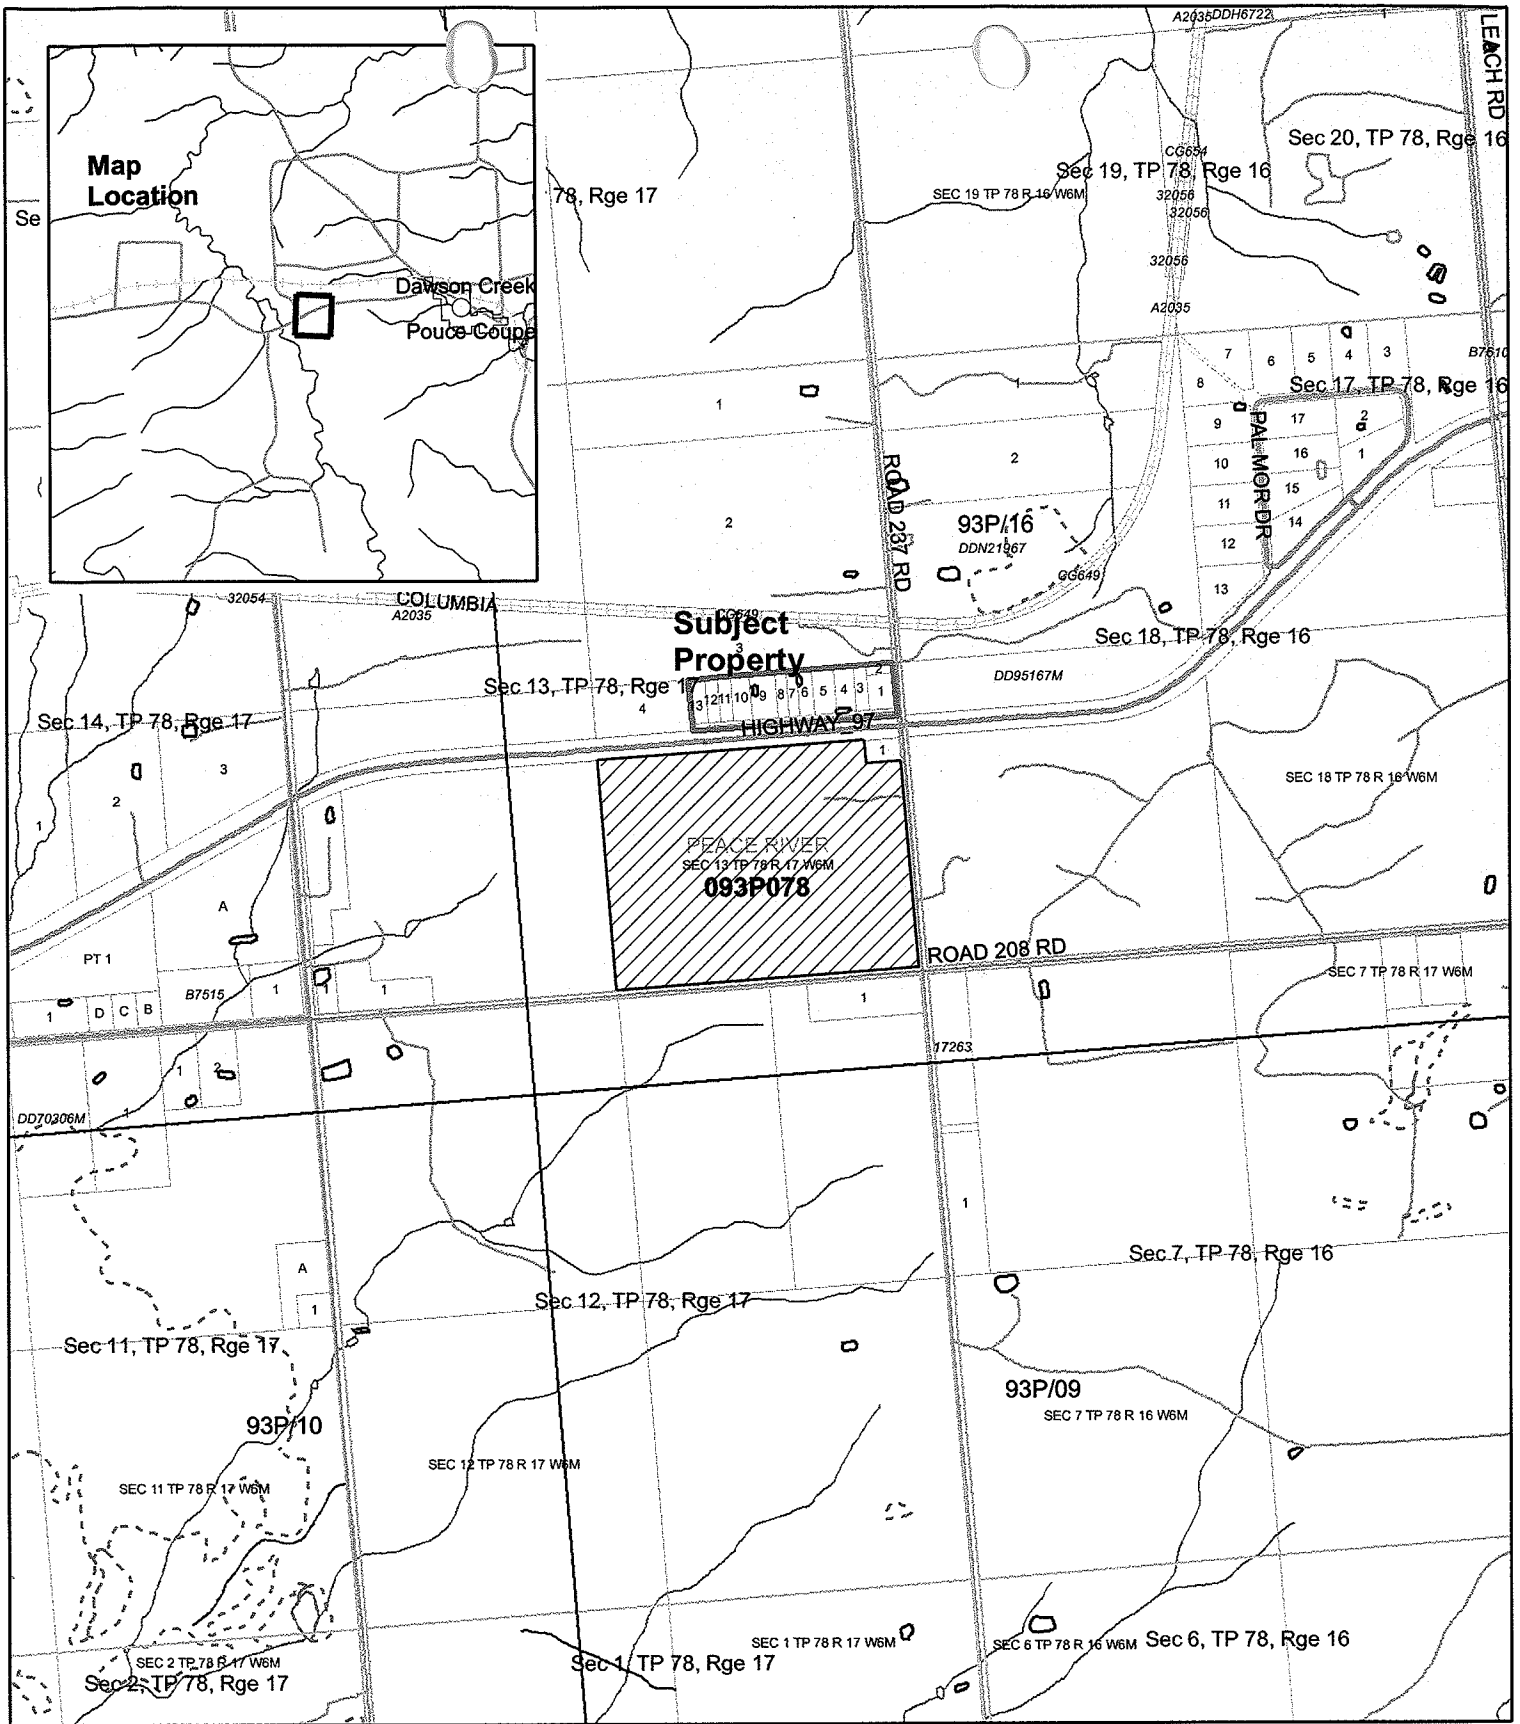 A2035 DDH6722 1
LEACH RD
Map
Location
Dawson Creek
Pouce Coupe
Se
78, Rge 17
Sec 20, TP 78, Rge 16
CG654
Sec 19, TP 78, Rge 16
SEC 19 TP 78 R 16 W6M
32056
32056
32056
A2035
7 6 5 4 3
B7510
8
Sec 17, TP 78, Rge 16
1 1
9 17 2
10 16 1
11 15
12 14
13
PAL MOR DR
2
2
ROAD 237 RD
93P/16
DDN21967
CG649
32054
COLUMBIA
A2035
CG649
Subject
3
Property
Sec 18, TP 78, Rge 16
DD95167M
Sec 13, TP 78, Rge 17
4
2
13 12 11 10 9 8 7 6 5 4 3 1
Sec 14, TP 78, Rge 17
HIGHWAY 97
1
3
2
1
SEC 18 TP 78 R 16 W6M
PEACE RIVER
SEC 13 TP 78 R 17 W6M
093P078
A
PT 1
ROAD 208 RD
SEC 7 TP 78 R 17 W6M
B7515
1 1 1
1
1 D C B
17263
1 2
1
DD70306M
1
A
1
Sec 7, TP 78, Rge 16
Sec 12, TP 78, Rge 17
Sec 11, TP 78, Rge 17
93P/09
SEC 7 TP 78 R 16 W6M
93P/10
SEC 12 TP 78 R 17 W6M
SEC 11 TP 78 R 17 W6M
SEC 1 TP 78 R 17 W6M
SEC 6 TP 78 R 16 W6M
Sec 6, TP 78, Rge 16
SEC 2 TP 78 R 17 W6M
Sec 2, TP 78, Rge 17
Sec 1, TP 78, Rge 17